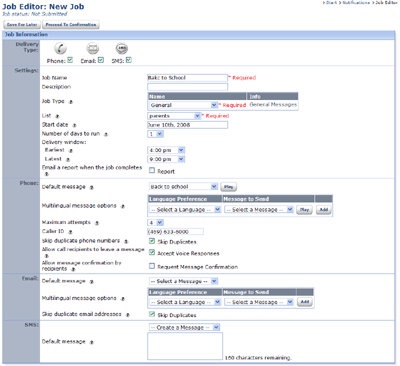 Job Editor: New Job
Job status: Not Submitted
Start > Notifications > Job Editor
Save For Later Proceed To Confirmation
Job Information
Delivery Type:
Phone: Email: SMS:
SMS
Settings:
Job Name Back to School * Required
Description
Name Info
Job Type General * Required General Messages
List parents * Required
Start date June 10th, 2008
Number of days to run 1
Delivery window:
Earliest 4:00 pm
Latest 9:00 pm
Email a report when the job completes Report
Phone:
Default message Back to school Play
Language Preference Message to Send
Multilingual message options -- Select a Language -- -- Select a Message -- Play Add
Maximum attempts 4
Caller ID
Skip duplicate phone numbers Skip Duplicates
Allow call recipients to leave a message Accept Voice Responses
Allow message confirmation by recipients Request Message Confirmation
Email:
Default message -- Select a Message --
Language Preference Message to Send
Multilingual message options -- Select a Language -- -- Select a Message -- Add
Skip duplicate email addresses Skip Duplicates
SMS:
-- Create a Message --
Default message
160 characters remaining.